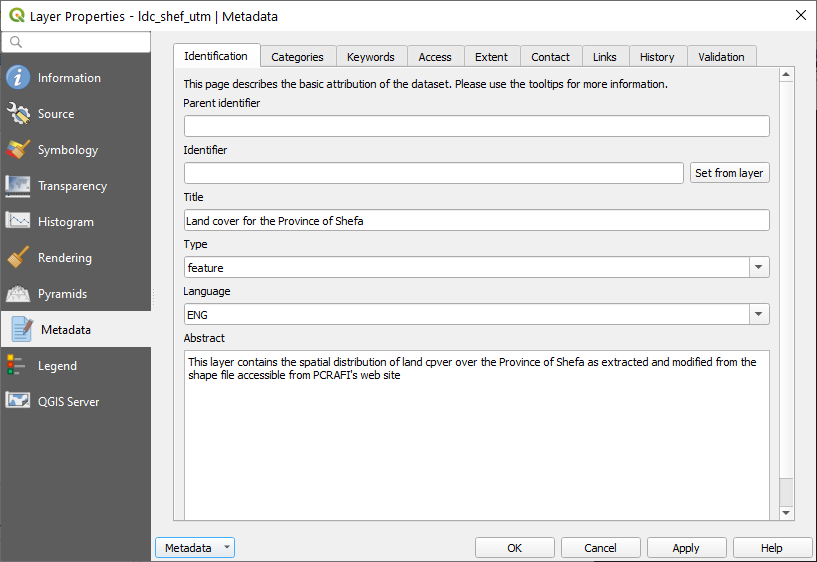 Layer Properties - ldc_shef_utm | Metadata
Information
Source
Symbology
Transparency
Histogram
Rendering
Pyramids
Metadata
Legend
QGIS Server
Identification Categories Keywords Access Extent Contact Links History Validation
This page describes the basic attribution of the dataset. Please use the tooltips for more information.
Parent identifier
Identifier
Set from layer
Title
Land cover for the Province of Shefa
Type
feature
Language
ENG
Abstract
This layer contains the spatial distribution of land cpver over the Province of Shefa as extracted and modified from the
shape file accessible from PCRAFI's web site
Metadata OK Cancel Apply Help